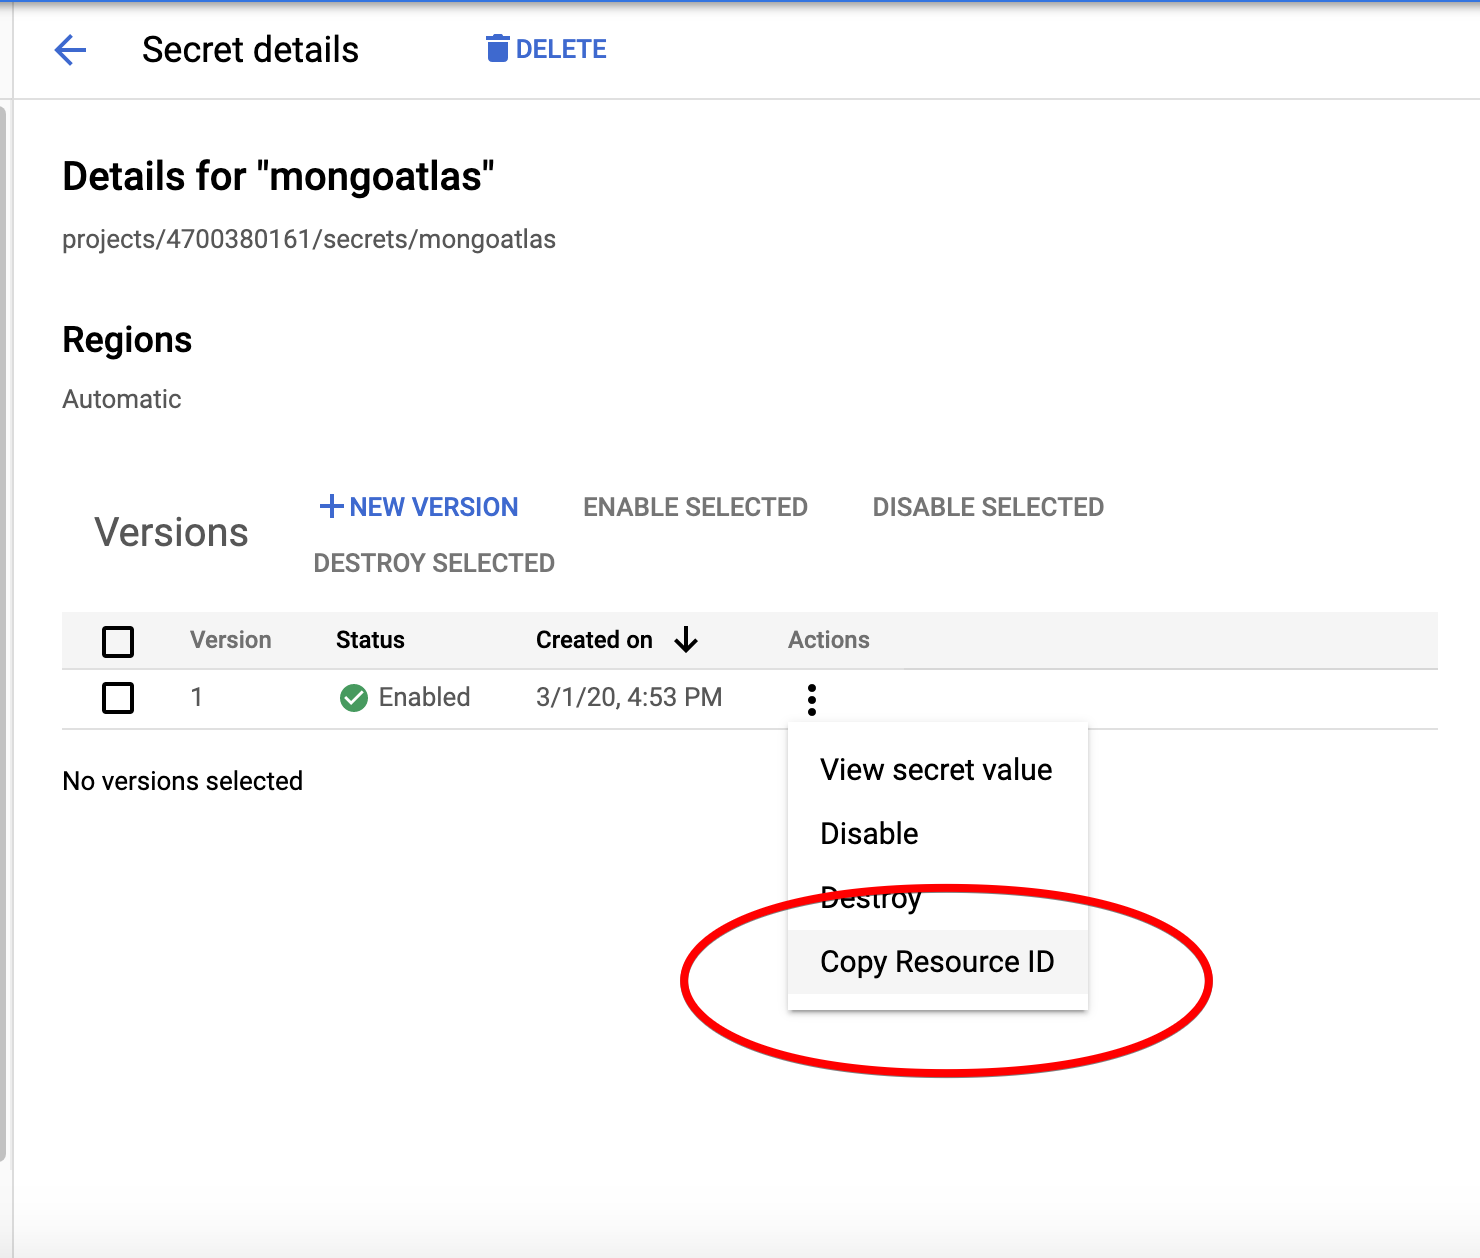 Secret details DELETE
Details for "mongoatlas"
projects/4700380161/secrets/mongoatlas
Regions
Automatic
Versions
NEW VERSION ENABLE SELECTED DISABLE SELECTED
DESTROY SELECTED
Version Status Created on Actions
1 Enabled 3/1/20, 4:53 PM
View secret value
Disable
Destroy
Copy Resource ID
No versions selected